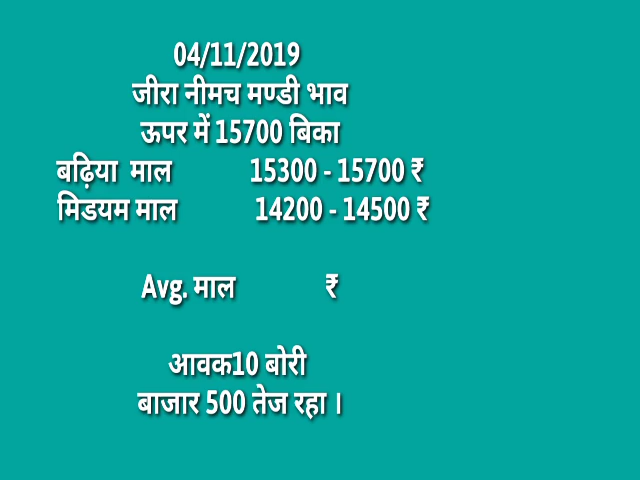 04/11/2019
जीरा नीमच मण्डी भाव
ऊपर में 15700 बिका
बढ़िया माल 15300 - 15700 ₹
मिडयम माल 14200 - 14500 ₹
Avg. माल ₹
आवक10 बोरी
बाजार 500 तेज रहा ।